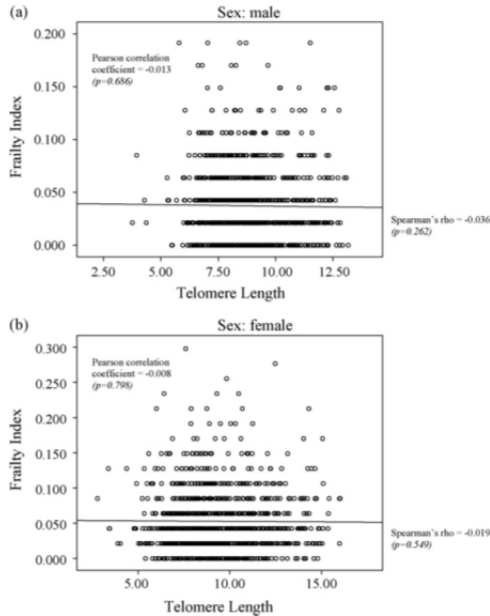 (a)
Sex: male
0.200
0.150
0.100
0.050
0.000
Frailty Index
Pearson correlation
coefficient = -0.013
(p=0.686)
Spearman's rho = -0.036
(p=0.262)
2.50
5.00
7.50
10.00
12.50
Telomere Length
(b)
Sex: female
0.300
0.250
0.200
0.150
0.100
0.050
0.000
Frailty Index
Pearson correlation
coefficient = -0.008
(p=0.798)
Spearman's rho = -0.019
(p=0.549)
5.00
10.00
15.00
Telomere Length